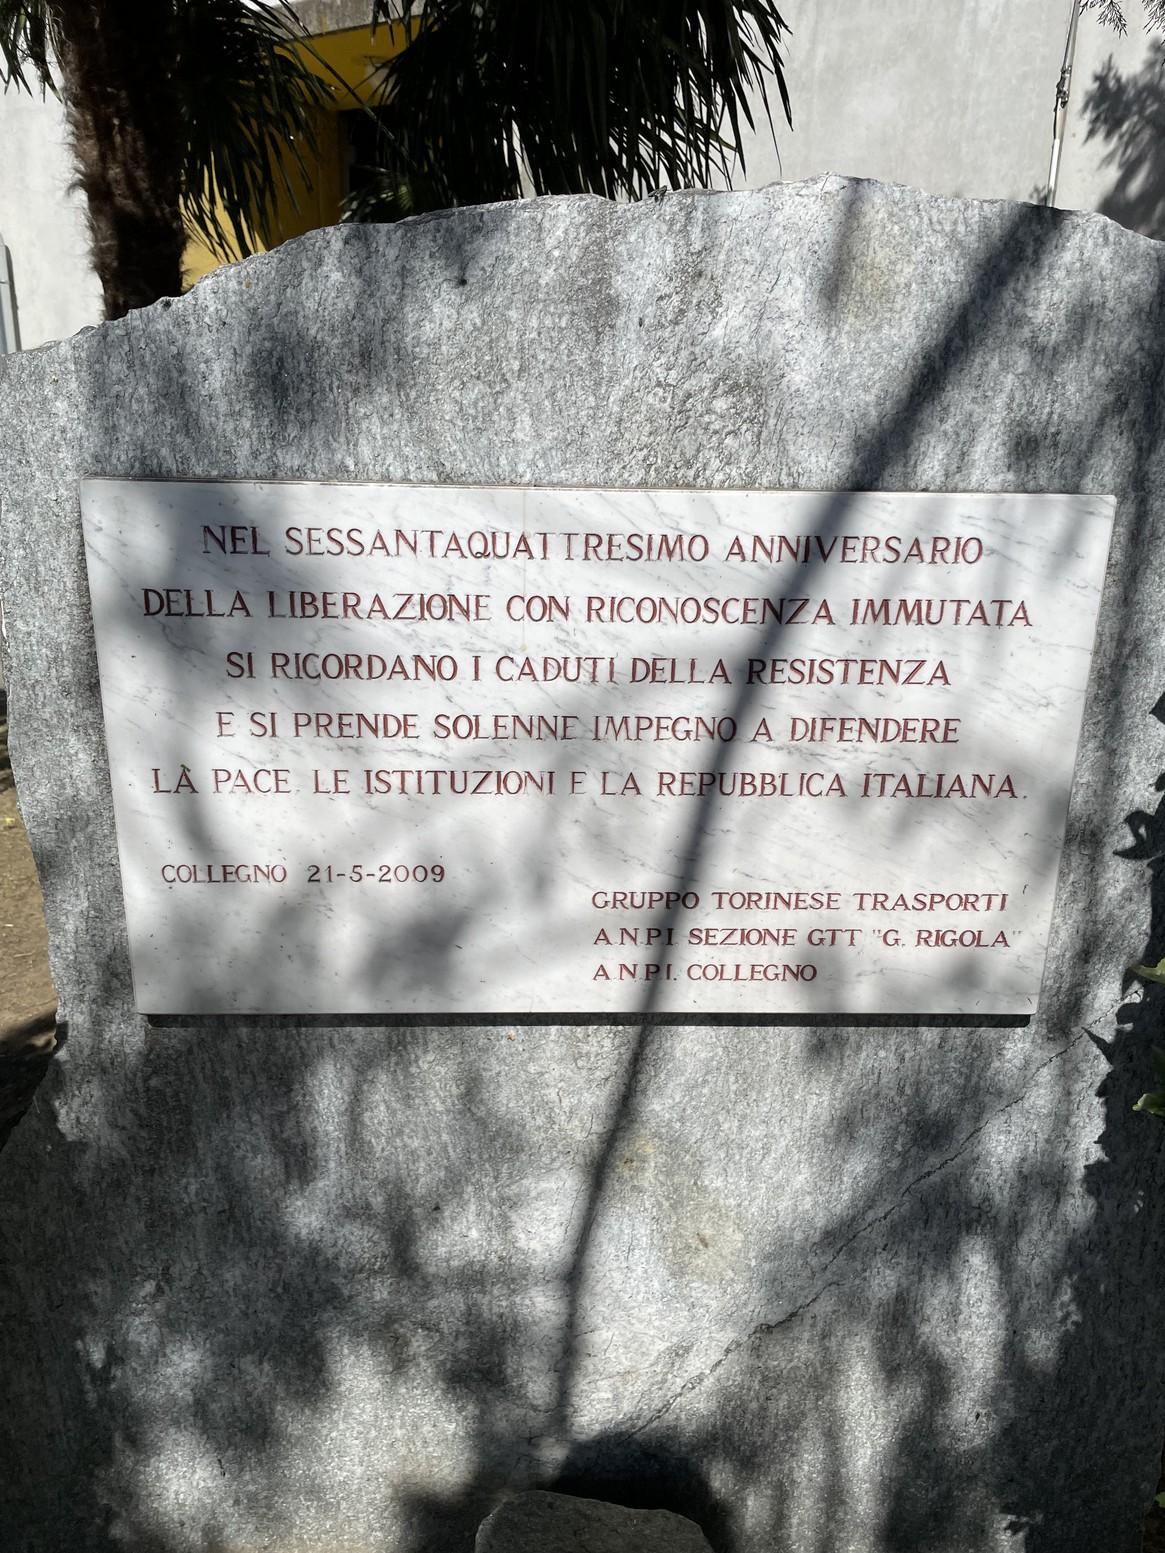 NEL SESSANTAQUATTRESIMO ANNIVERSARIO
DELLA LIBERAZIONE CON RICONOSCENZA IMMUTATA
SI RICORDANO I CADUTI DELLA RESISTENZA
E SI PRENDE SOLENNE IMPEGNO A DIFENDERE
LA PACE LE ISTITUZIONI E LA REPUBBLICA ITALIANA.
COLLEGNO 21-5-2009
GRUPPO TORINESE TRASPORTI
A.N.P.I. SEZIONE GTT "G. RIGOLA"
A.N.P.I. COLLEGNO